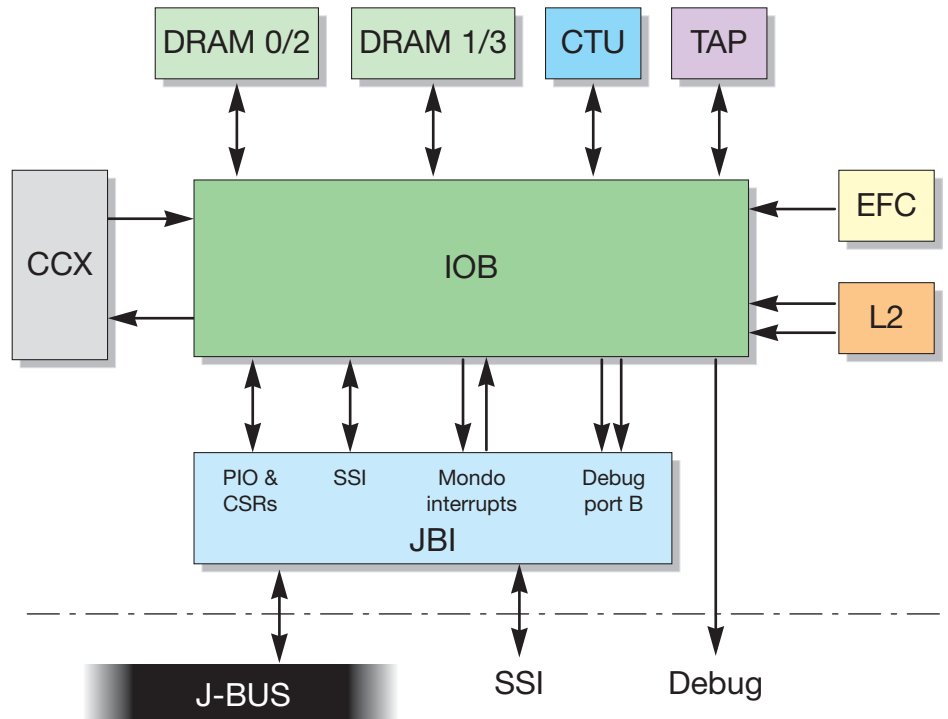 DRAM 0/2
DRAM 1/3
CTU
TAP
CCX
IOB
EFC
L2
PIO &
CSRs
SSI
Mondo
interrupts
Debug
port B
JBI
J-BUS
SSI
Debug